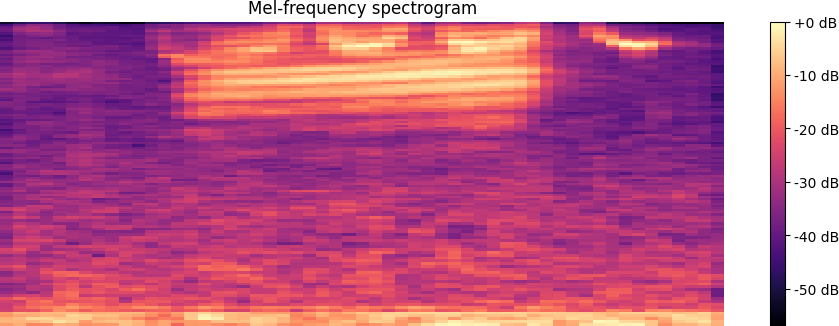 Mel-frequency spectrogram
+0 dB
-10 dB
-20 dB
-30 dB
-40 dB
-50 dB